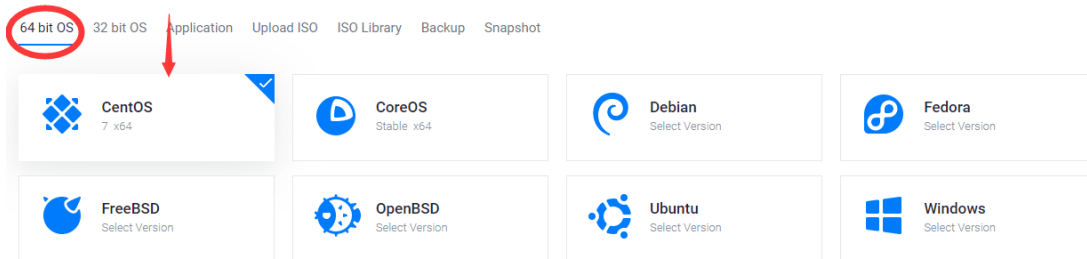 64 bit OS 32 bit OS Application Upload ISO ISO Library Backup Snapshot
CentOS
7 x64
CoreOS
Stable x64
Debian
Select Version
Fedora
Select Version
FreeBSD
Select Version
OpenBSD
Select Version
Ubuntu
Select Version
Windows
Select Version